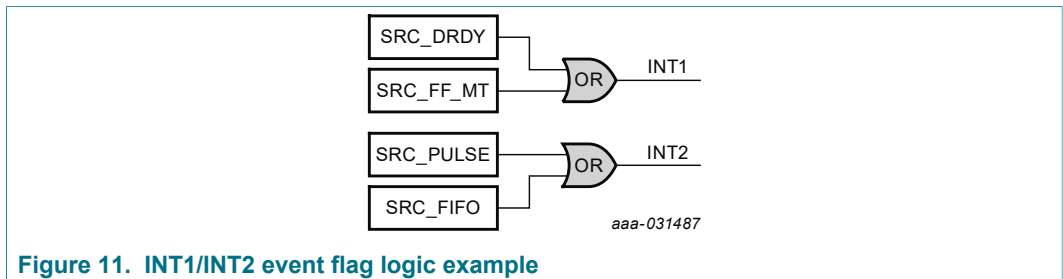 SRC_DRDY
SRC_FF_MT
OR
INT1
SRC_PULSE
SRC_FIFO
OR
INT2
aaa-031487
Figure 11. INT1/INT2 event flag logic example